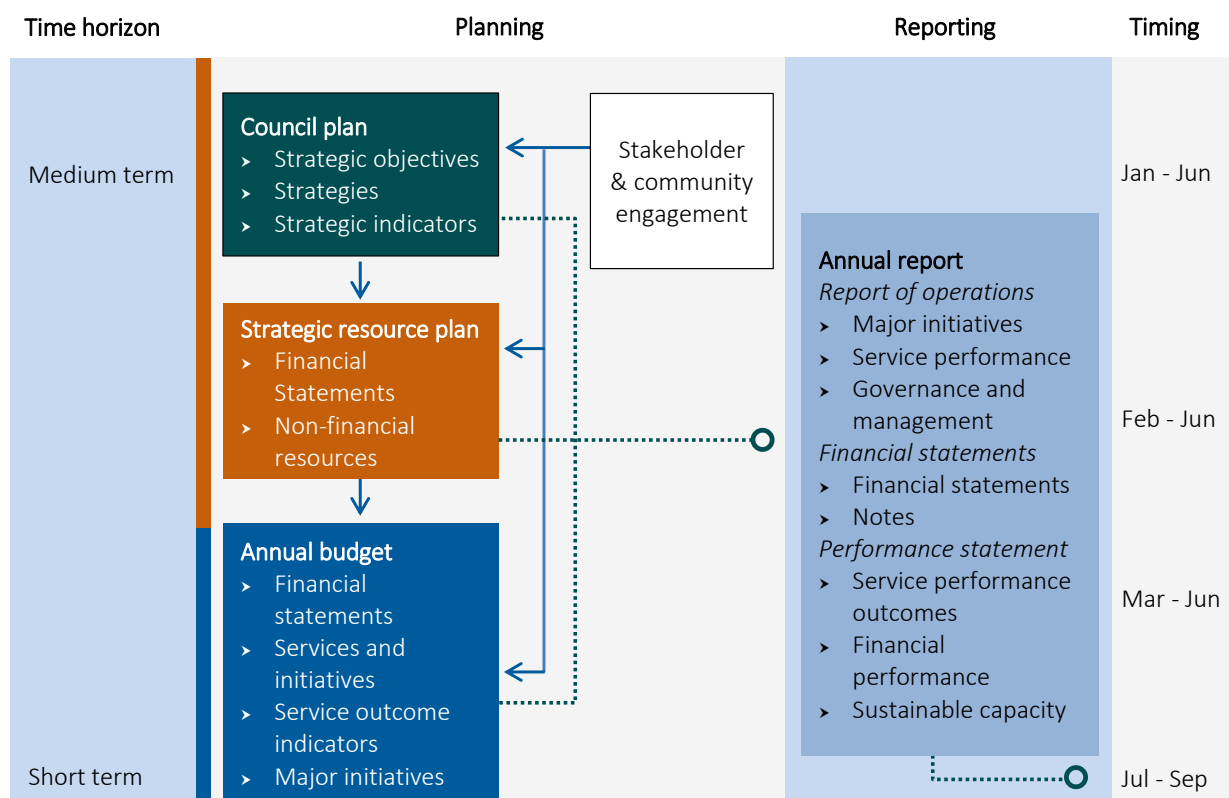 Time horizon
Planning
Reporting
Timing
Medium term
Short term
Council plan
Strategic objectives
Strategies
Strategic indicators
Stakeholder
& community
engagement
Strategic resource plan
Financial
Statements
Non-financial
resources
Annual budget
Financial
statements
Services and
initiatives
Service outcome
indicators
Major initiatives
Annual report
Report of operations
Major initiatives
Service performance
Governance and
management
Financial statements
Financial statements
Notes
Performance statement
Service performance
outcomes
Financial
performance
Sustainable capacity
Jan - Jun
Feb - Jun
Mar - Jun
Jul - Sep